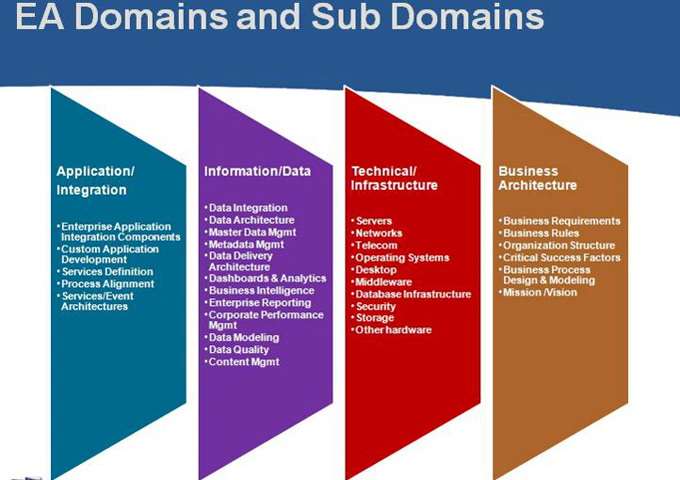 EA Domains and Sub Domains
Application/
Integration
•Enterprise Application
Integration Components
•Custom Application
Development
•Services Definition
•Process Alignment
•Services/Event
Architectures
Information/Data
•Data Integration
•Data Architecture
•Master Data Mgmt
•Metadata Mgmt
•Data Delivery
Architecture
•Dashboards & Analytics
•Business Intelligence
•Enterprise Reporting
•Corporate Performance
Mgmt
•Data Modeling
•Data Quality
•Content Mgmt
Technical/
Infrastructure
•Servers
•Networks
•Telecom
•Operating Systems
•Desktop
•Middleware
•Database Infrastructure
•Security
•Storage
•Other hardware
Business
Architecture
•Business Requirements
•Business Rules
•Organization Structure
•Critical Success Factors
•Business Process
Design & Modeling
•Mission /Vision